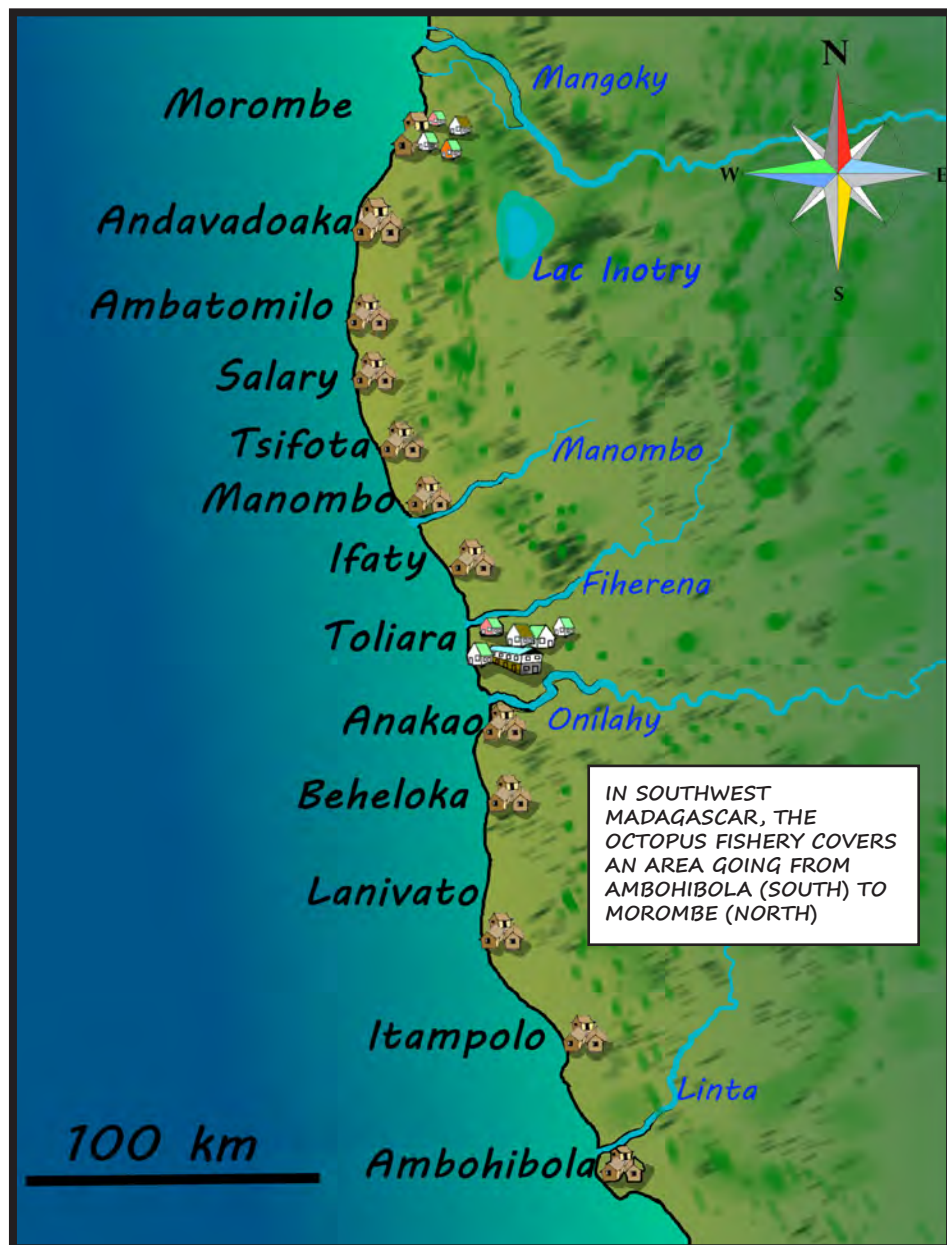 N
Mangoky
Morombe
W
E
Andavadoaka
Lac Inotry
S
Ambatomilo
Salary
Tsifota
Manombo
Manombo
Ifaty
Fiherena
Toliara
Anakao
Onilahy
Beheloka
IN SOUTHWEST
MADAGASCAR, THE
OCTOPUS FISHERY COVERS
AN AREA GOING FROM
AMBOHIBOLA (SOUTH) TO
MOROMBE (NORTH)
Lanivato
Itampolo
Linta
100 km
Ambohibola